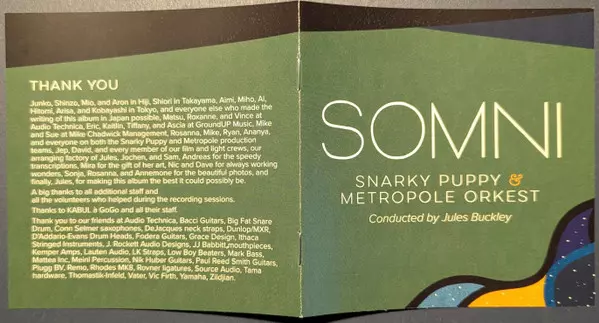 THANK YOU
Junko, Shinzo, Mio, and Aron in Hiji, Shiori in Takayama, Aimi, Miho, Ai,
Hitomi, Arisa, and Kobayashi in Tokyo, and everyone else who made the
writing of this album in Japan possible, Matsu, Roxanne, and Vince at
Audio Technica, Eric, Kaitlin, Tiffany, and Ascia at GroundUP Music, Mike
and Sue at Mike Chadwick Management, Rosanna, Mike, Ryan, Ananya,
and everyone on both the Snarky Puppy and Metropole production
teams, Jep, David, and every member of our film and light crews, our
arranging factory of Jules, Jochen, and Sam, Andreas for the speedy
transcriptions, Mira for the gift of her art, Nic and Dave for always working
wonders, Sonja, Rosanna, and Annemone for the beautiful photos, and
finally, Jules, for making this album the best it could possibly be.
A big thanks to all additional staff and
all the volunteers who helped during the recording sessions.
Thanks to KABUL à GoGo and all their staff.
Thank you to our friends at Audio Technica, Bacci Guitars, Big Fat Snare
Drum, Conn Selmer saxophones, DeJacques neck straps, Dunlop/MXR,
D'Addario-Evans Drum Heads, Fodera Guitars, Grace Design, Ithaca
Stringed Instruments, J. Rockett Audio Designs, JJ Babbitt,mouthpieces,
Kemper Amps, Lauten Audio, LK Straps, Low Boy Beaters, Mark Bass,
Mattea Inc, Meinl Percussion, Nik Huber Guitars, Paul Reed Smith Guitars,
Plugg BV, Remo, Rhodes MK8, Rovner ligatures, Source Audio, Tama
hardware, Thomastik-Infeld, Vater, Vic Firth, Yamaha, Zildjian.
SOMNI
SNARKY PUPPY &
METROPOLE ORKEST
Conducted by Jules Buckley